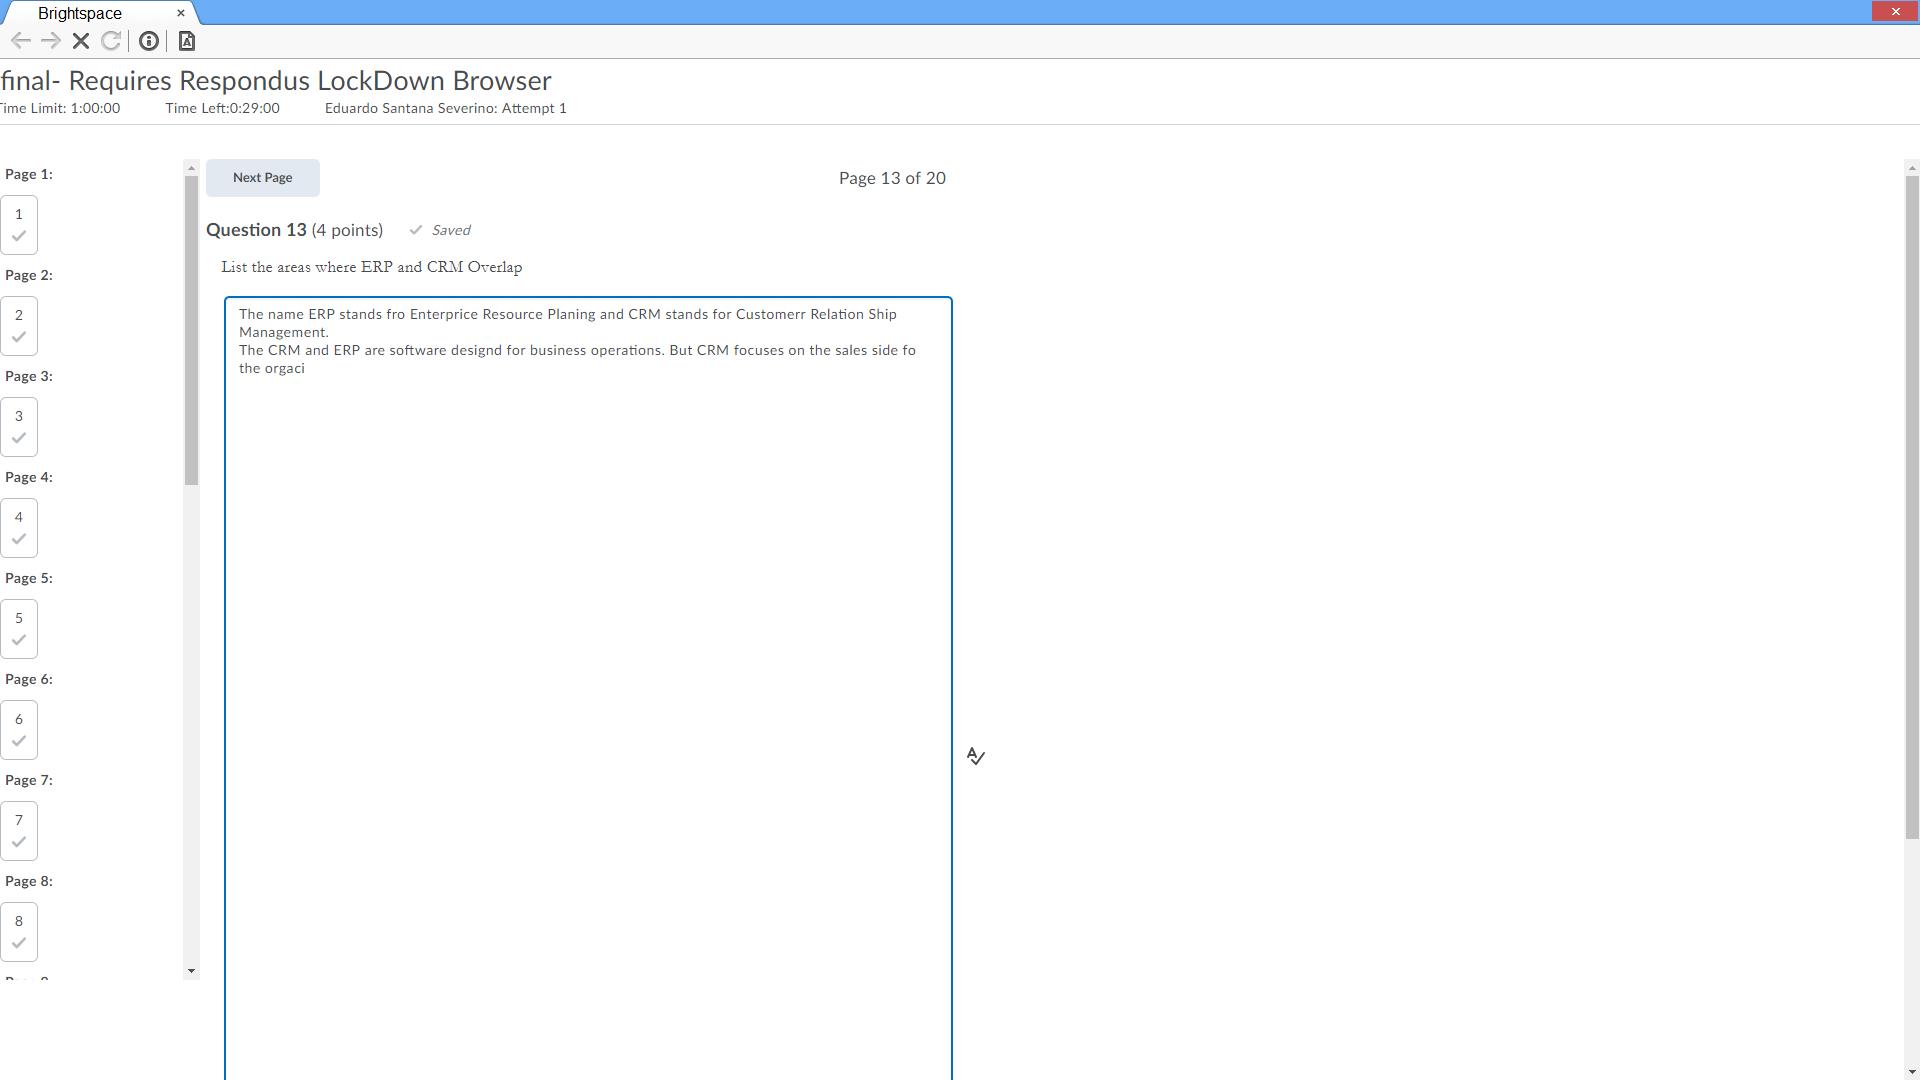 Brightspace
final- Requires Respondus LockDown Browser
Time Limit: 1:00:00 Time Left:0:29:00 Eduardo Santana Severino: Attempt 1
Page 1:
1
Page 2:
2
Page 3:
3
Page 4:
4
Page 5:
5
Page 6:
6
Page 7:
7
Page 8:
8
Next Page
Page 13 of 20
Question 13 (4 points) Saved
List the areas where ERP and CRM Overlap
The name ERP stands fro Enterprice Resource Planing and CRM stands for Customerr Relation Ship
Management.
The CRM and ERP are software designd for business operations. But CRM focuses on the sales side fo
the orgaci